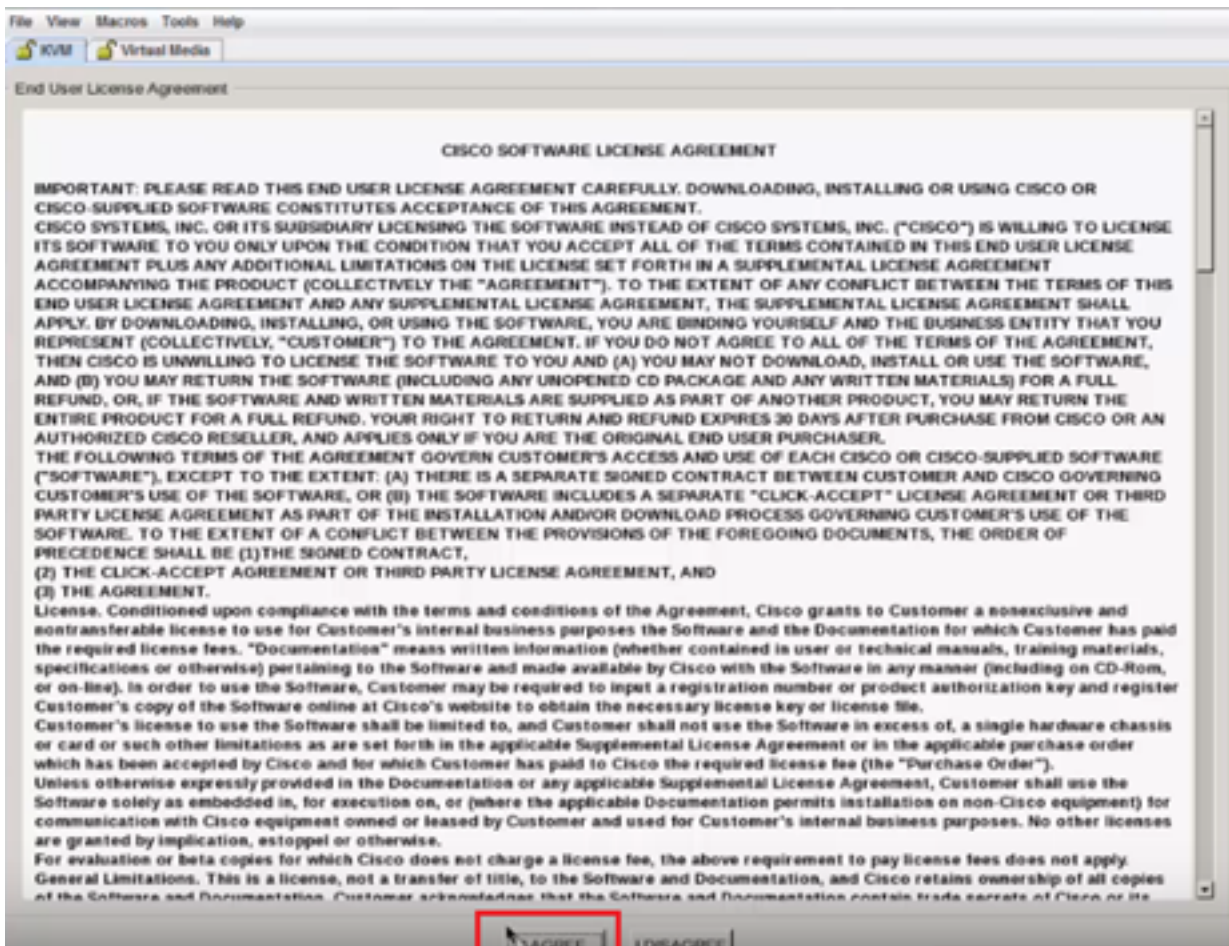 File View Macros Tools Help
KVM Virtual Media
End User License Agreement
CISCO SOFTWARE LICENSE AGREEMENT
IMPORTANT: PLEASE READ THIS END USER LICENSE AGREEMENT CAREFULLY. DOWNLOADING, INSTALLING OR USING CISCO OR
CISCO-SUPPLIED SOFTWARE CONSTITUTES ACCEPTANCE OF THIS AGREEMENT.
CISCO SYSTEMS, INC. OR ITS SUBSIDIARY LICENSING THE SOFTWARE INSTEAD OF CISCO SYSTEMS, INC. ("CISCO") IS WILLING TO LICENSE
ITS SOFTWARE TO YOU ONLY UPON THE CONDITION THAT YOU ACCEPT ALL OF THE TERMS CONTAINED IN THIS END USER LICENSE
AGREEMENT PLUS ANY ADDITIONAL LIMITATIONS ON THE LICENSE SET FORTH IN A SUPPLEMENTAL LICENSE AGREEMENT
ACCOMPANYING THE PRODUCT (COLLECTIVELY THE "AGREEMENT"). TO THE EXTENT OF ANY CONFLICT BETWEEN THE TERMS OF THIS
END USER LICENSE AGREEMENT AND ANY SUPPLEMENTAL LICENSE AGREEMENT, THE SUPPLEMENTAL LICENSE AGREEMENT SHALL
APPLY. BY DOWNLOADING, INSTALLING, OR USING THE SOFTWARE, YOU ARE BINDING YOURSELF AND THE BUSINESS ENTITY THAT YOU
REPRESENT (COLLECTIVELY, "CUSTOMER") TO THE AGREEMENT. IF YOU DO NOT AGREE TO ALL OF THE TERMS OF THE AGREEMENT,
THEN CISCO IS UNWILLING TO LICENSE THE SOFTWARE TO YOU AND (A) YOU MAY NOT DOWNLOAD, INSTALL OR USE THE SOFTWARE,
AND (B) YOU MAY RETURN THE SOFTWARE (INCLUDING ANY UNOPENED CD PACKAGE AND ANY WRITTEN MATERIALS) FOR A FULL
REFUND, OR, IF THE SOFTWARE AND WRITTEN MATERIALS ARE SUPPLIED AS PART OF ANOTHER PRODUCT, YOU MAY RETURN THE
ENTIRE PRODUCT FOR A FULL REFUND. YOUR RIGHT TO RETURN AND REFUND EXPIRES 30 DAYS AFTER PURCHASE FROM CISCO OR AN
AUTHORIZED CISCO RESELLER, AND APPLIES ONLY IF YOU ARE THE ORIGINAL END USER PURCHASER.
THE FOLLOWING TERMS OF THE AGREEMENT GOVERN CUSTOMER'S ACCESS AND USE OF EACH CISCO OR CISCO-SUPPLIED SOFTWARE
("SOFTWARE"), EXCEPT TO THE EXTENT: (A) THERE IS A SEPARATE SIGNED CONTRACT BETWEEN CUSTOMER AND CISCO GOVERNING
CUSTOMER'S USE OF THE SOFTWARE, OR (B) THE SOFTWARE INCLUDES A SEPARATE "CLICK-ACCEPT" LICENSE AGREEMENT OR THIRD
PARTY LICENSE AGREEMENT AS PART OF THE INSTALLATION AND/OR DOWNLOAD PROCESS GOVERNING CUSTOMER'S USE OF THE
SOFTWARE. TO THE EXTENT OF A CONFLICT BETWEEN THE PROVISIONS OF THE FOREGOING DOCUMENTS, THE ORDER OF
PRECEDENCE SHALL BE (1)THE SIGNED CONTRACT,
(2) THE CLICK-ACCEPT AGREEMENT OR THIRD PARTY LICENSE AGREEMENT, AND
(3) THE AGREEMENT.
License. Conditioned upon compliance with the terms and conditions of the Agreement, Cisco grants to Customer a nonexclusive and
nontransferable license to use for Customer's internal business purposes the Software and the Documentation for which Customer has paid
the required license fees. "Documentation" means written information (whether contained in user or technical manuals, training materials,
specifications or otherwise) pertaining to the Software and made available by Cisco with the Software in any manner (including on CD-Rom,
or on-line). In order to use the Software, Customer may be required to input a registration number or product authorization key and register
Customer's copy of the Software online at Cisco's website to obtain the necessary license key or license file.
Customer's license to use the Software shall be limited to, and Customer shall not use the Software in excess of, a single hardware chassis
or card or such other limitations as are set forth in the applicable Supplemental License Agreement or in the applicable purchase order
which has been accepted by Cisco and for which Customer has paid to Cisco the required license fee (the "Purchase Order").
Unless otherwise expressly provided in the Documentation or any applicable Supplemental License Agreement, Customer shall use the
Software solely as embedded in, for execution on, or (where the applicable Documentation permits installation on non-Cisco equipment) for
communication with Cisco equipment owned or leased by Customer and used for Customer's internal business purposes. No other licenses
are granted by implication, estoppel or otherwise.
For evaluation or beta copies for which Cisco does not charge a license fee, the above requirement to pay license fees does not apply.
General Limitations. This is a license, not a transfer of title, to the Software and Documentation, and Cisco retains ownership of all copies
of the Software and Documentation. Customer acknowledges that the Software and Documentation contain trade secrets of Cisco or its
I AGREE I DISAGREE